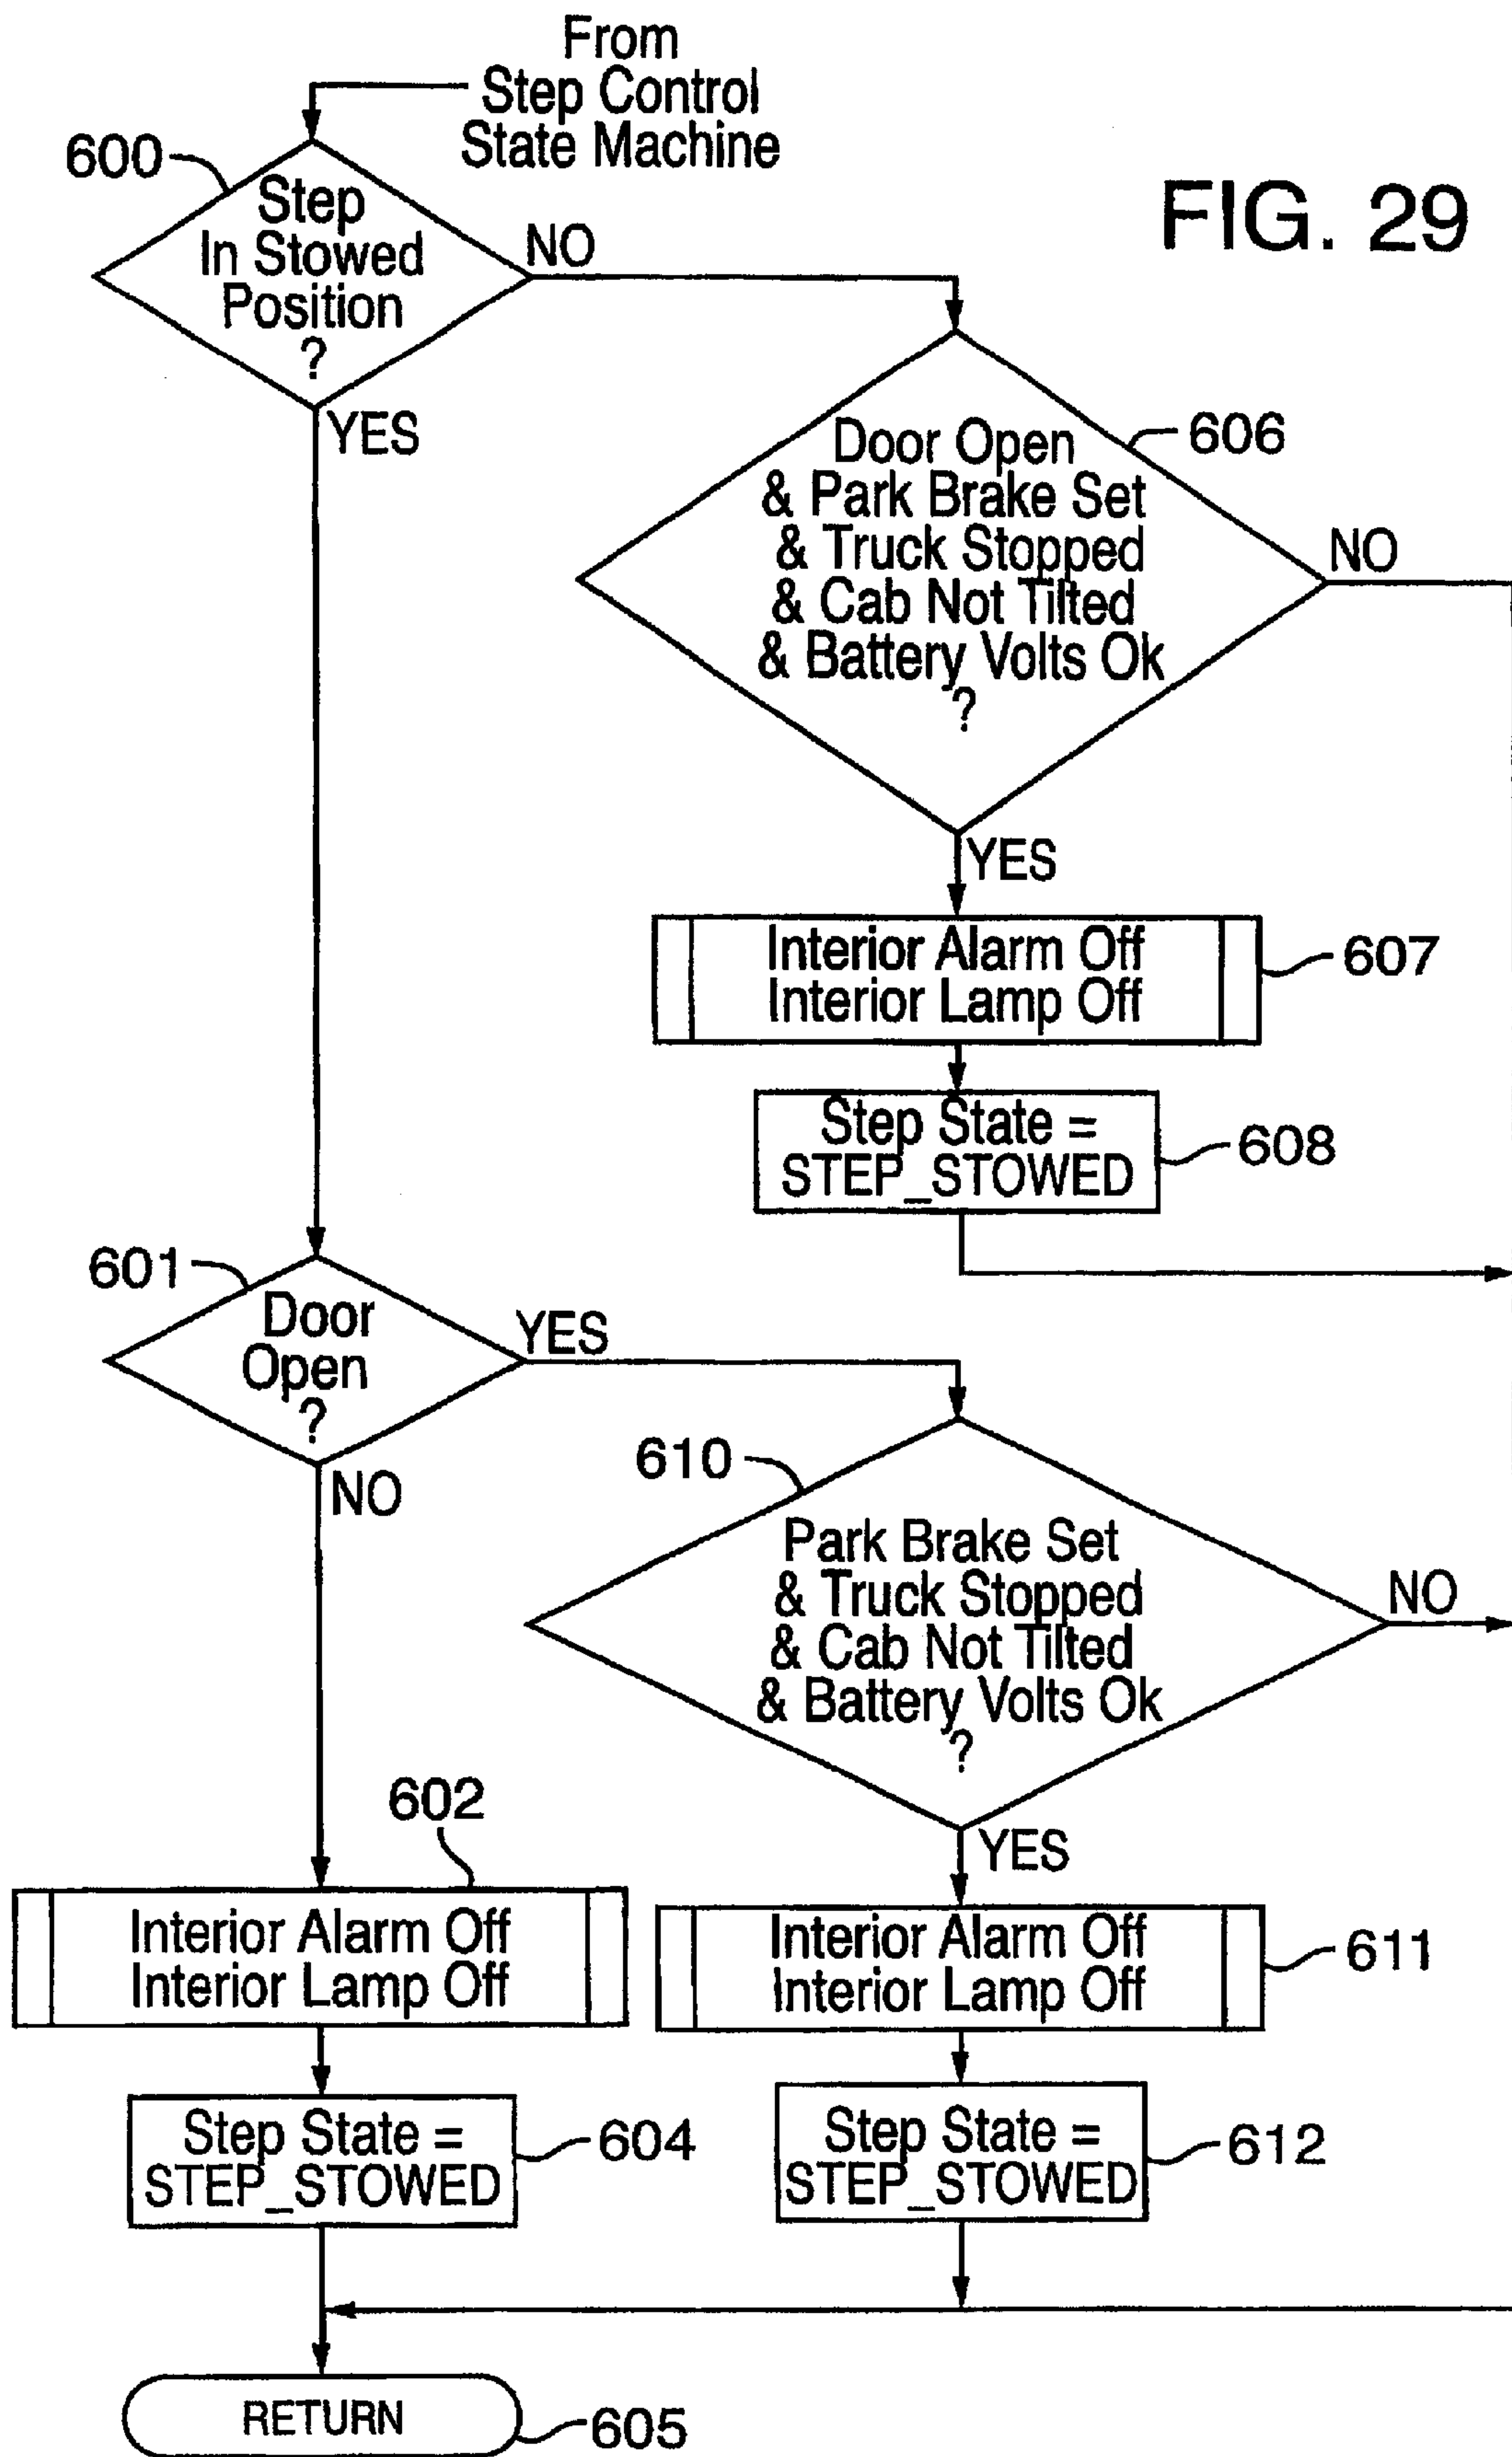 From
Step Control
State Machine
FIG. 29
600
Step
In Stowed
Position
?
NO
YES
606
Door Open
& Park Brake Set
& Truck Stopped
& Cab Not Tilted
& Battery Volts Ok
?
NO
YES
Interior Alarm Off
Interior Lamp Off
607
Step State =
STEP_STOWED
608
601
Door
Open
?
YES
NO
610
Park Brake Set
& Truck Stopped
& Cab Not Tilted
& Battery Volts Ok
?
NO
YES
602
Interior Alarm Off
Interior Lamp Off
Interior Alarm Off
Interior Lamp Off
611
Step State =
STEP_STOWED
604
Step State =
STEP_STOWED
612
RETURN
605